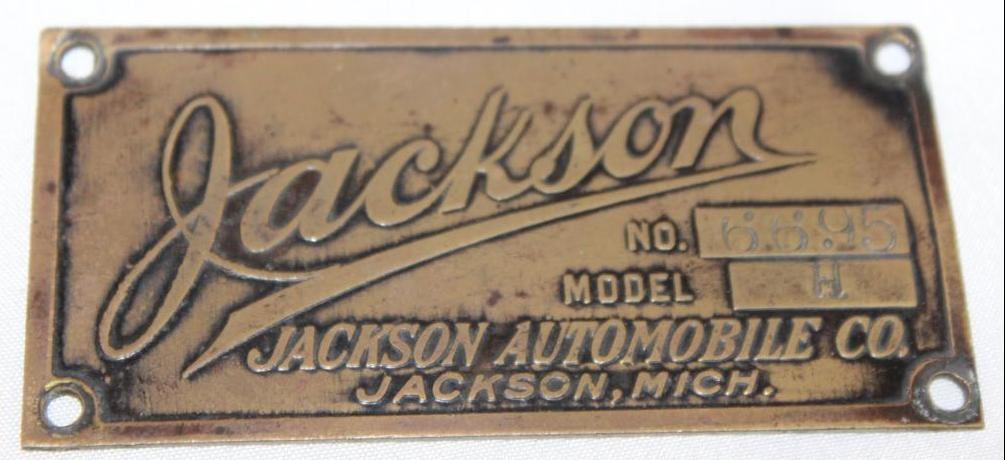 Jackson
NO. 6695
MODEL H
JACKSON AUTOMOBILE CO.
JACKSON, MICH.